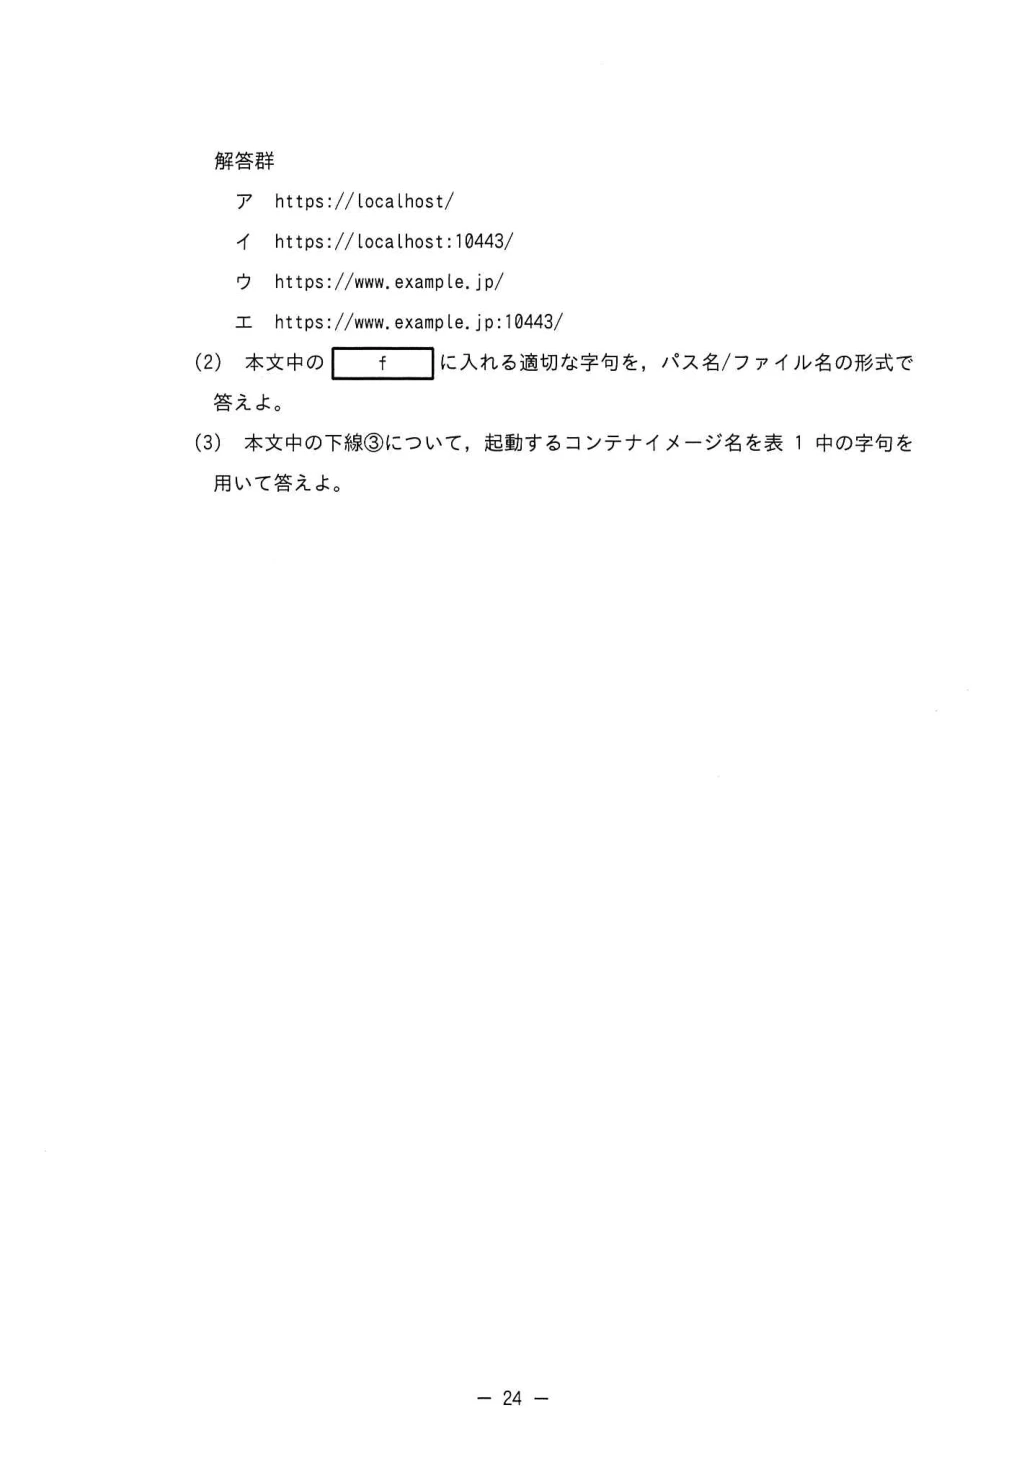 解答群
ア https://localhost/
イ https://localhost:10443/
ウ https://www.example.jp/
エ https://www.example.jp:10443/
(2) 本文中の f に入れる適切な字句を，パス名/ファイル名の形式で
答えよ。
(3) 本文中の下線③について，起動するコンテナイメージ名を表 1 中の字句を
用いて答えよ。
― 24 ―